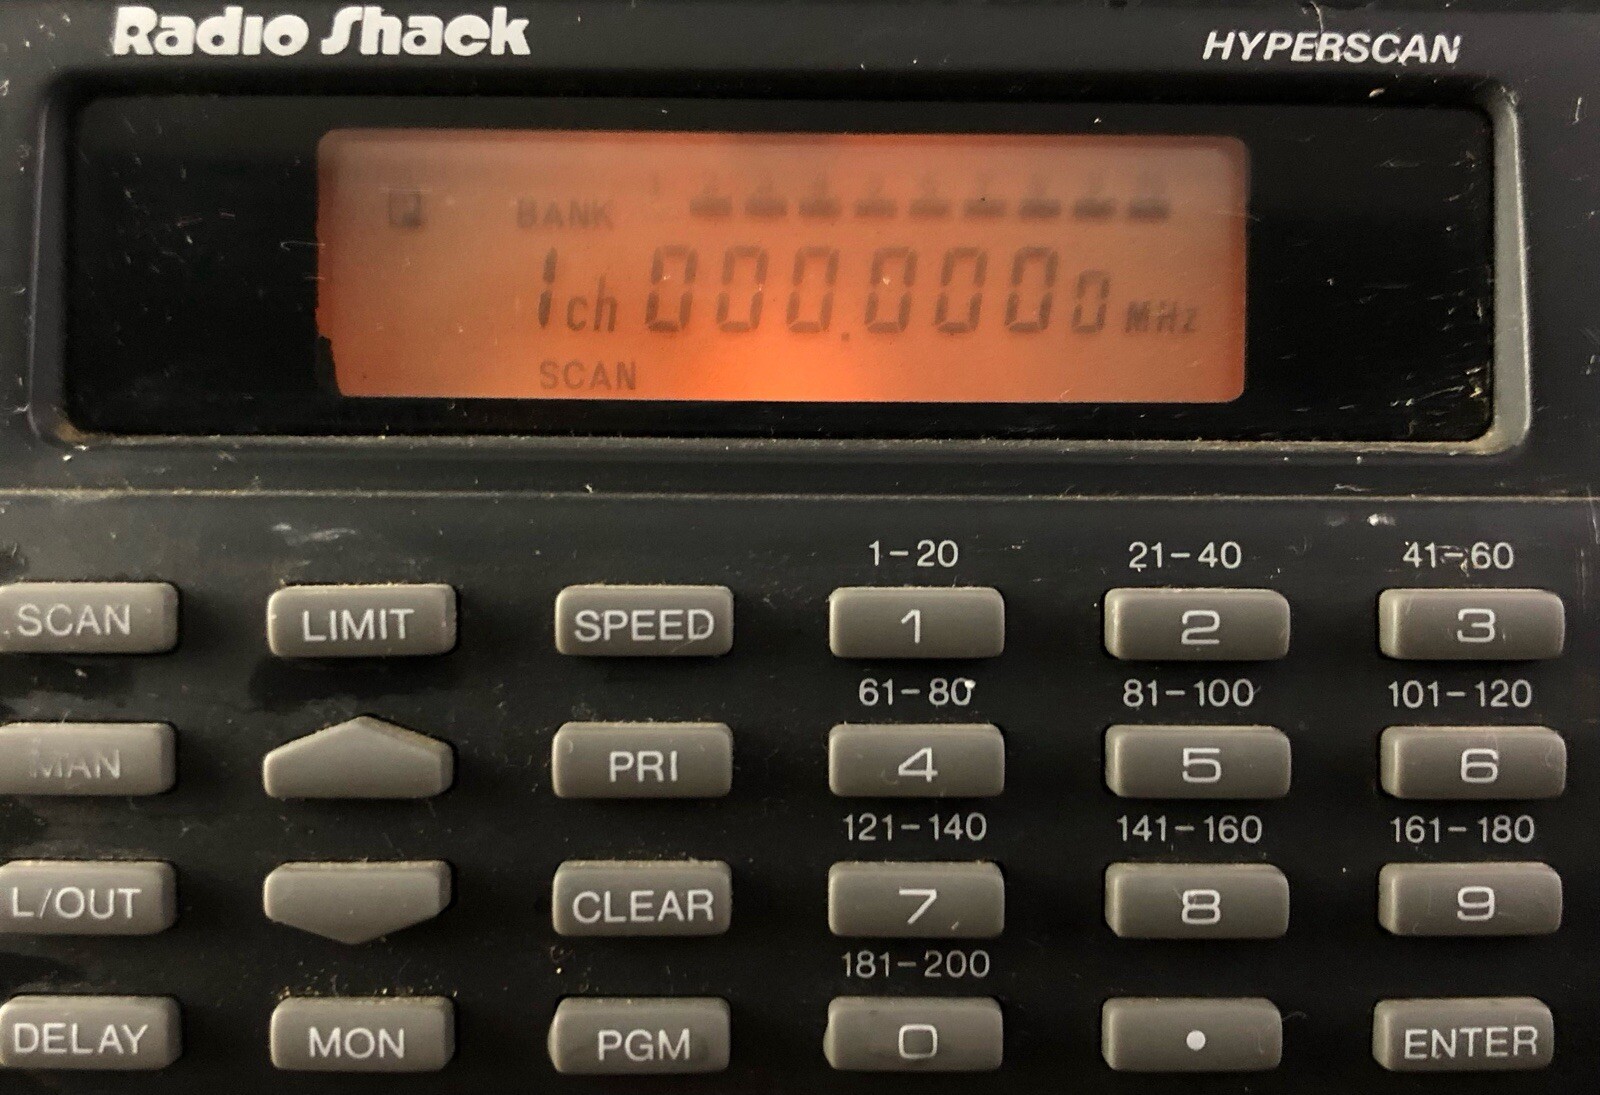 Radio Shack HYPERSCAN
P BANK
1 ch 000.0000 MHz
SCAN
1-20 21-40 41-60
SCAN LIMIT SPEED 1 2 3
61-80 81-100 101-120
MAN PRI 4 5 6
121-140 141-160 161-180
L/OUT CLEAR 7 8 9
181-200
DELAY MON PGM 0 . ENTER